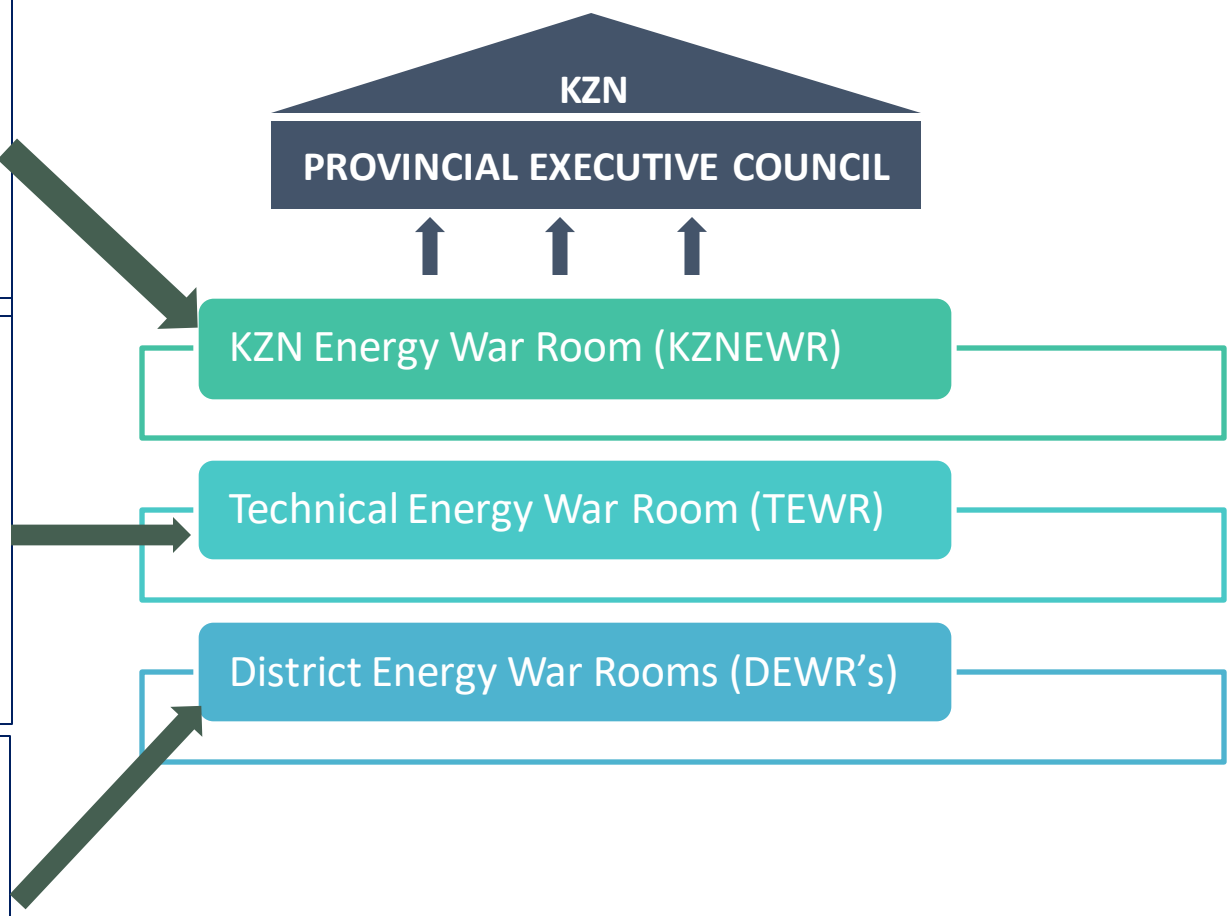 KZN
PROVINCIAL EXECUTIVE COUNCIL
KZN Energy War Room (KZNEWR)
Technical Energy War Room (TEWR)
District Energy War Rooms (DEWR’s)